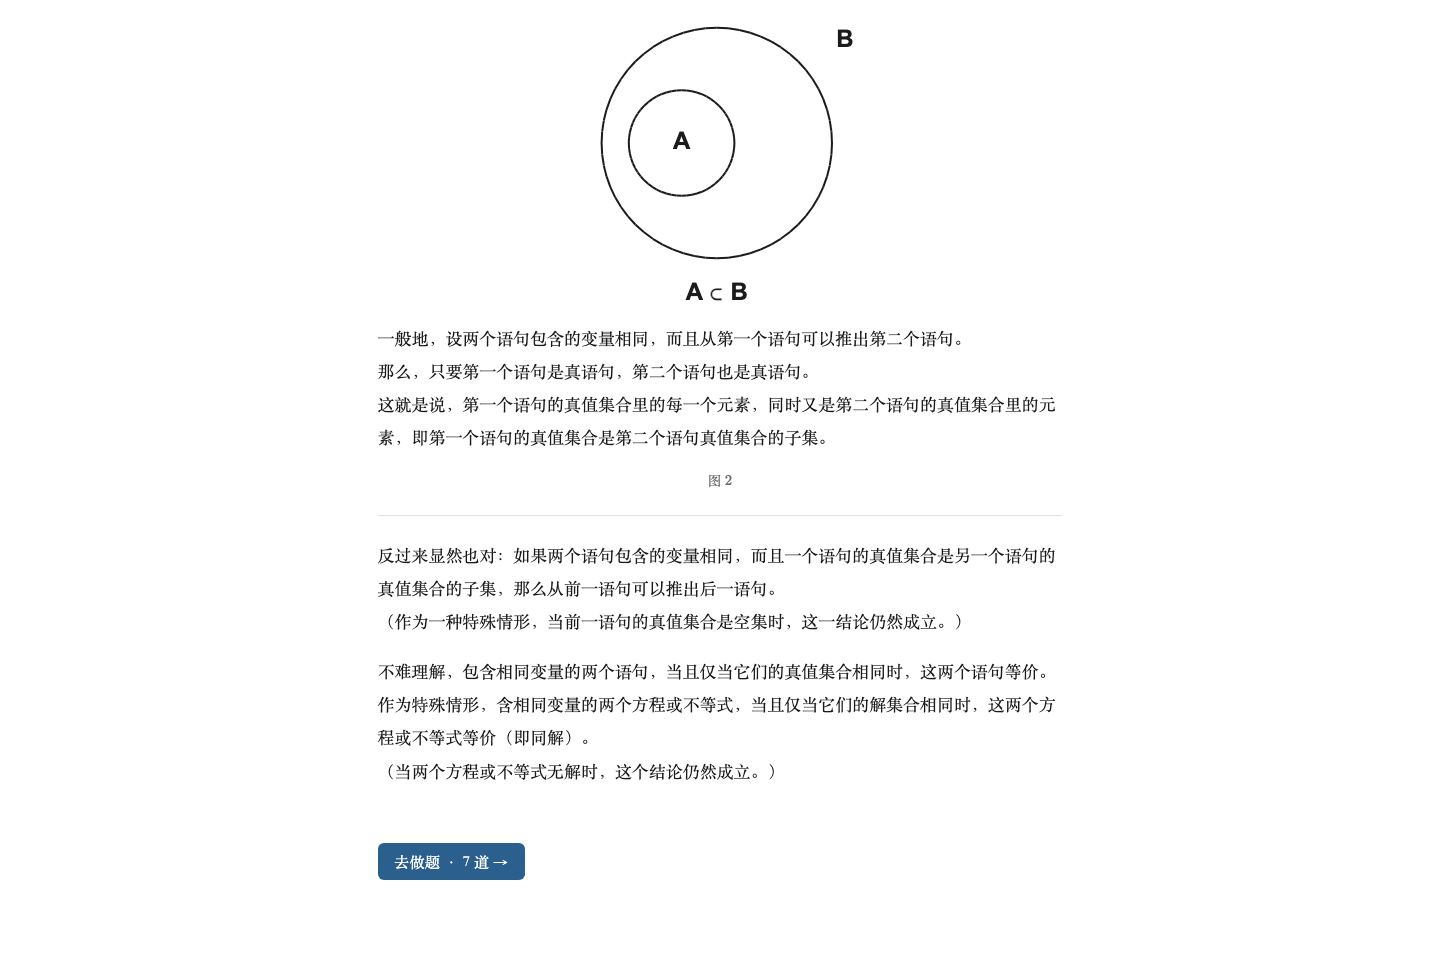 B
A
A ⊂ B
一般地，设两个语句包含的变量相同，而且从第一个语句可以推出第二个语句。
那么，只要第一个语句是真语句，第二个语句也是真语句。
这就是说，第一个语句的真值集合里的每一个元素，同时又是第二个语句的真值集合里的元
素，即第一个语句的真值集合是第二个语句真值集合的子集。
图 2
反过来显然也对：如果两个语句包含的变量相同，而且一个语句的真值集合是另一个语句的
真值集合的子集，那么从前一语句可以推出后一语句。
（作为一种特殊情形，当前一语句的真值集合是空集时，这一结论仍然成立。）
不难理解，包含相同变量的两个语句，当且仅当它们的真值集合相同时，这两个语句等价。
作为特殊情形，含相同变量的两个方程或不等式，当且仅当它们的解集合相同时，这两个方
程或不等式等价（即同解）。
（当两个方程或不等式无解时，这个结论仍然成立。）
去做题 · 7 道 →